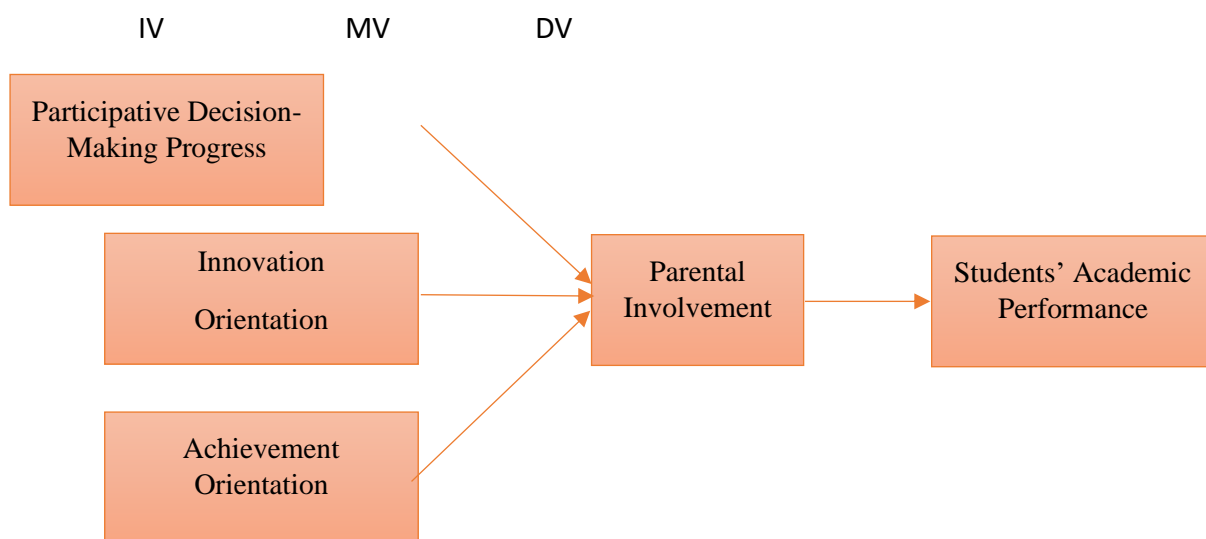 IV MV DV
Participative Decision-
Making Progress
Innovation
Orientation
Achievement
Orientation
Parental
Involvement
Students’ Academic
Performance